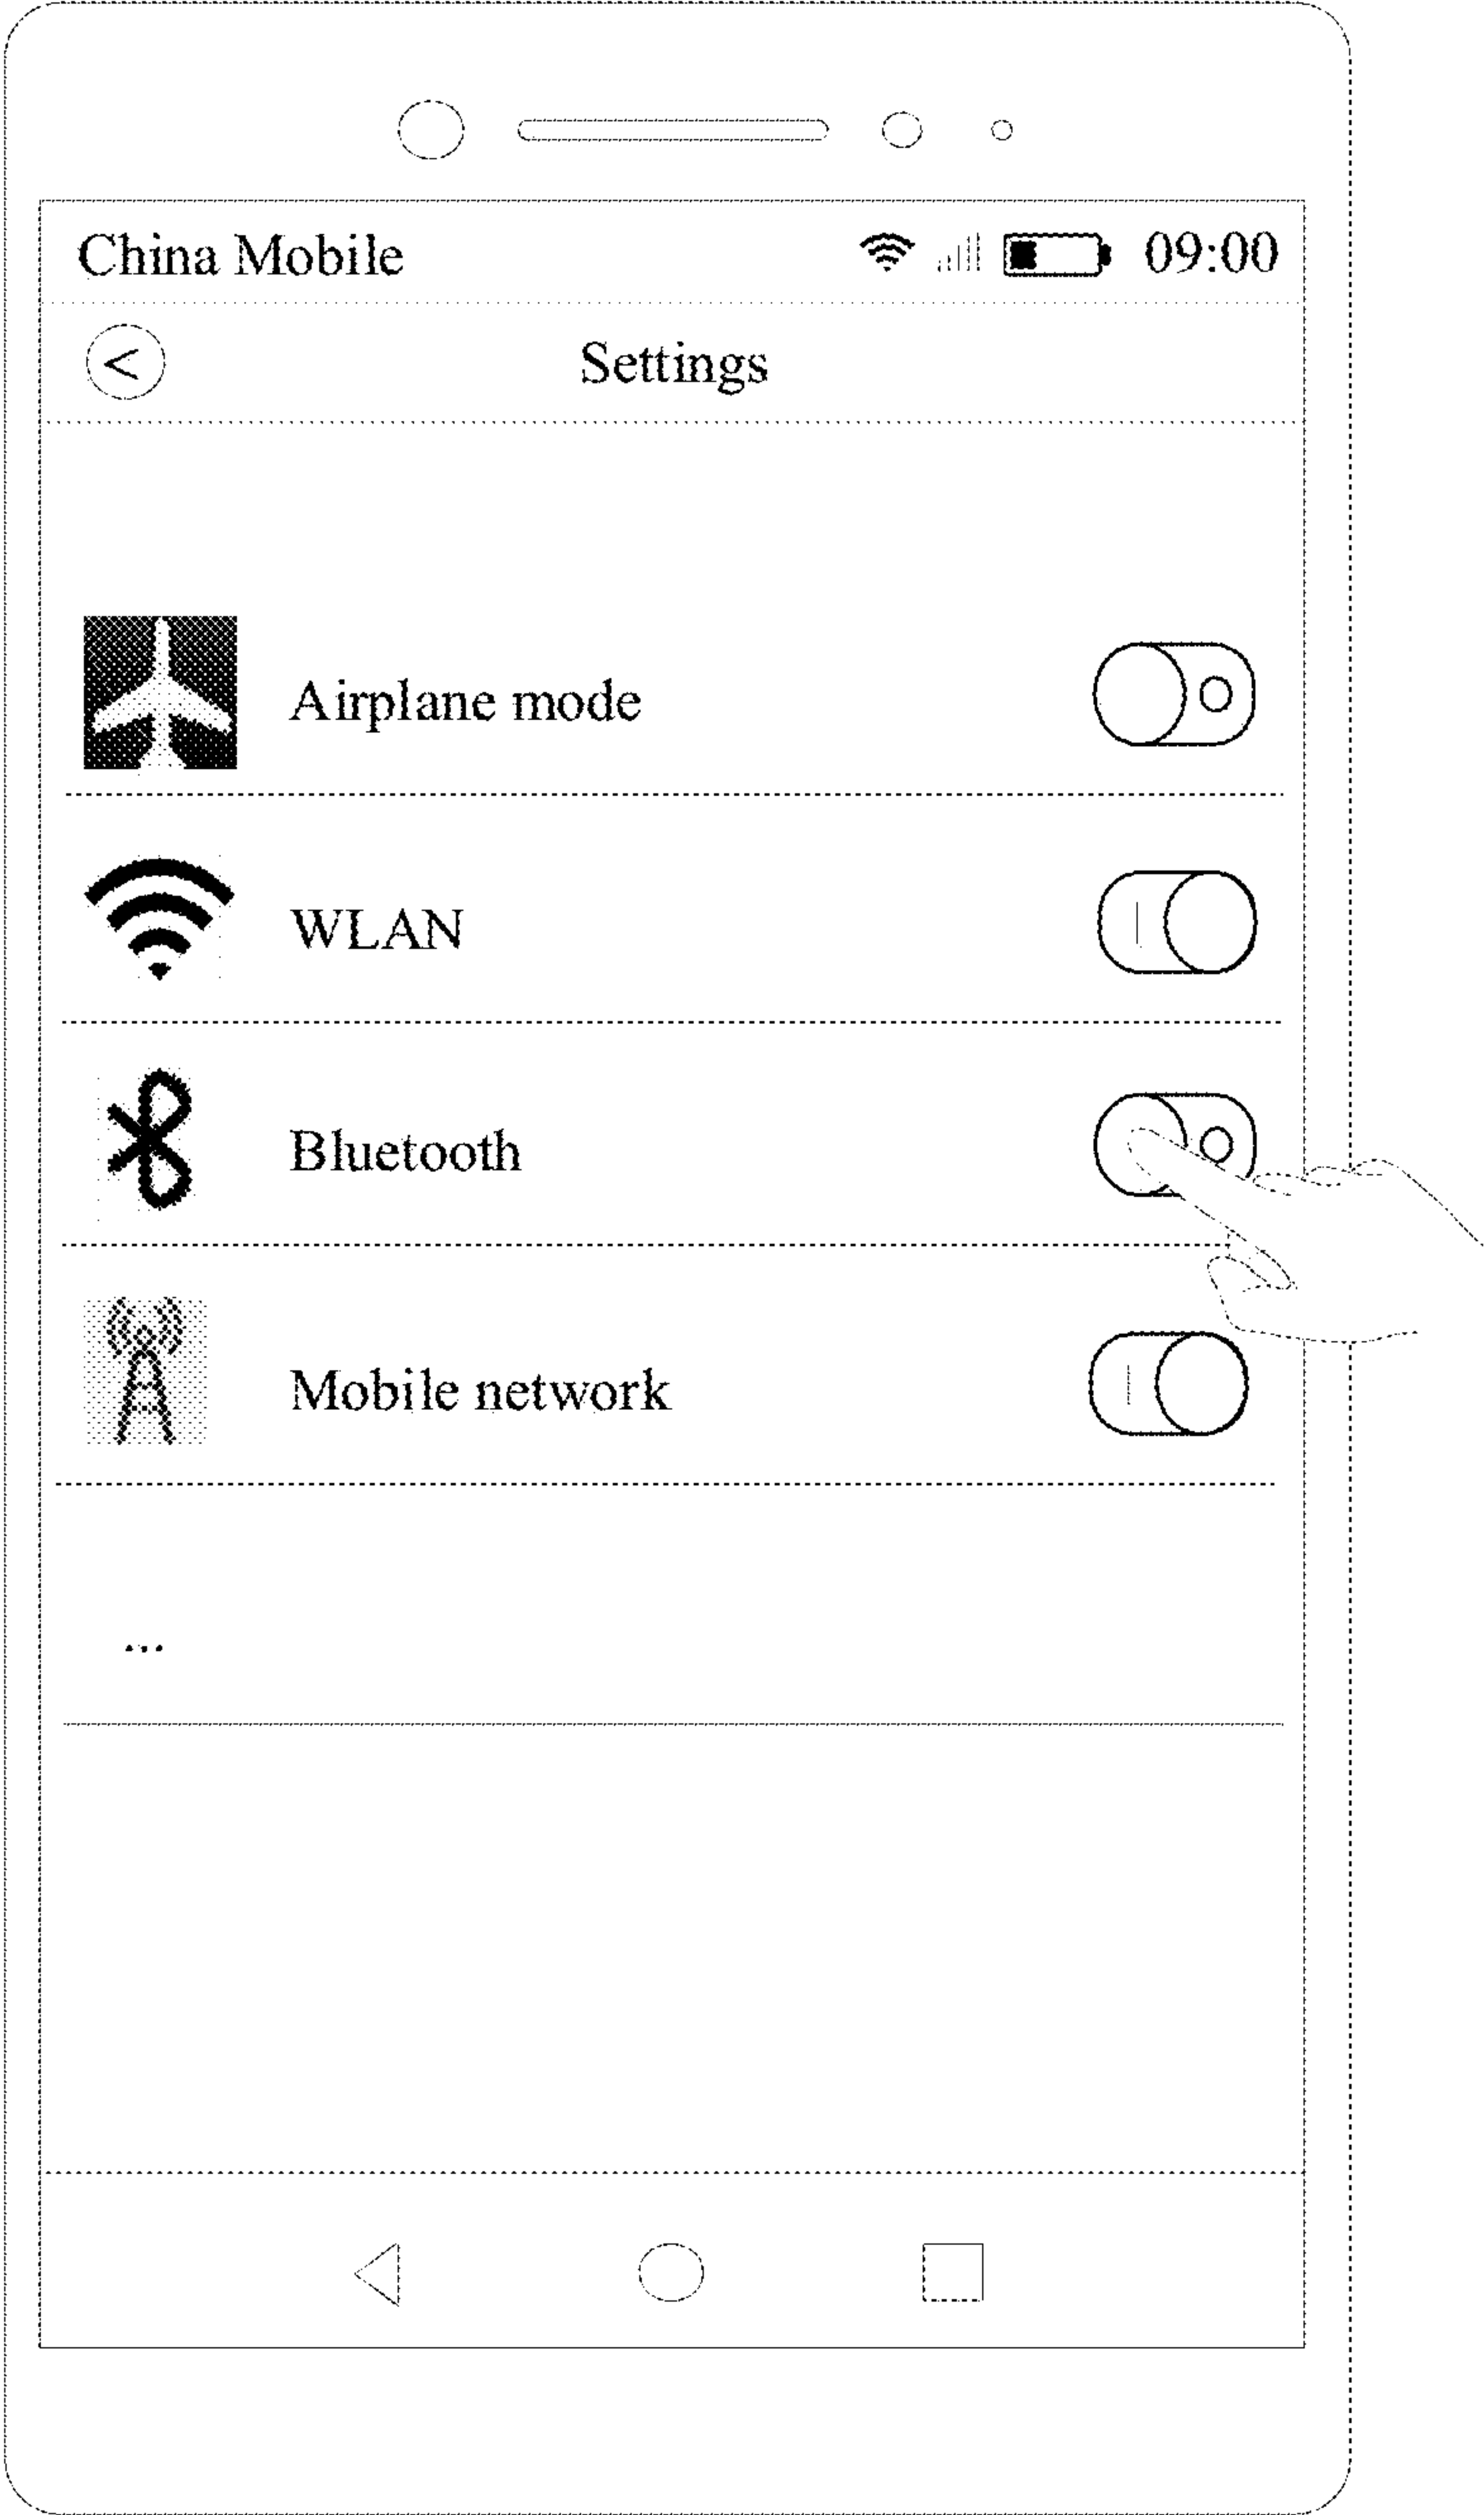 China Mobile 09:00
<
Settings
Airplane mode
WLAN
Bluetooth
Mobile network
...